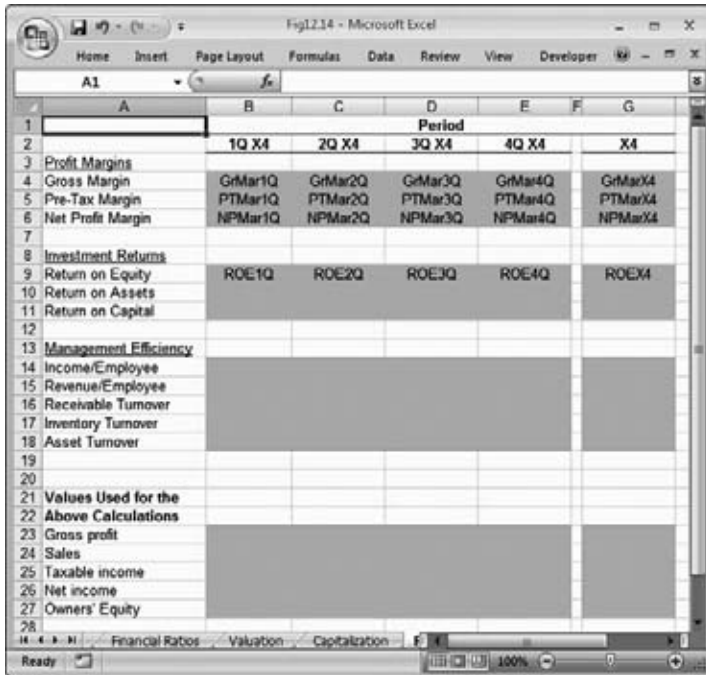 Fig12.14 - Microsoft Excel
Home Insert Page Layout Formulas Data Review View Developer
A1 fx
A B C D E F G
1 Period
2 1Q X4 2Q X4 3Q X4 4Q X4 X4
3 Profit Margins
4 Gross Margin GrMar1Q GrMar2Q GrMar3Q GrMar4Q GrMarX4
5 Pre-Tax Margin PTMar1Q PTMar2Q PTMar3Q PTMar4Q PTMarX4
6 Net Profit Margin NPMar1Q NPMar2Q NPMar3Q NPMar4Q NPMarX4
7
8 Investment Returns
9 Return on Equity ROE1Q ROE2Q ROE3Q ROE4Q ROEX4
10 Return on Assets
11 Return on Capital
12
13 Management Efficiency
14 Income/Employee
15 Revenue/Employee
16 Receivable Turnover
17 Inventory Turnover
18 Asset Turnover
19
20
21 Values Used for the
22 Above Calculations
23 Gross profit
24 Sales
25 Taxable income
26 Net income
27 Owners' Equity
28
Financial Ratios Valuation Capitalization
Ready 100%